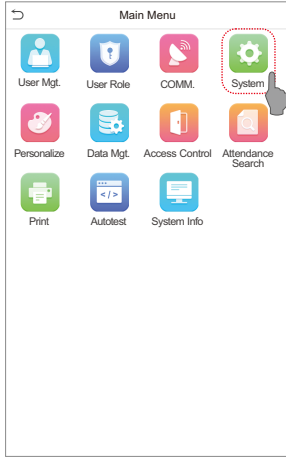 Main Menu
User Mgt. User Role COMM. System
Personalize Data Mgt. Access Control Attendance
Search
</>
Print Autotest System Info